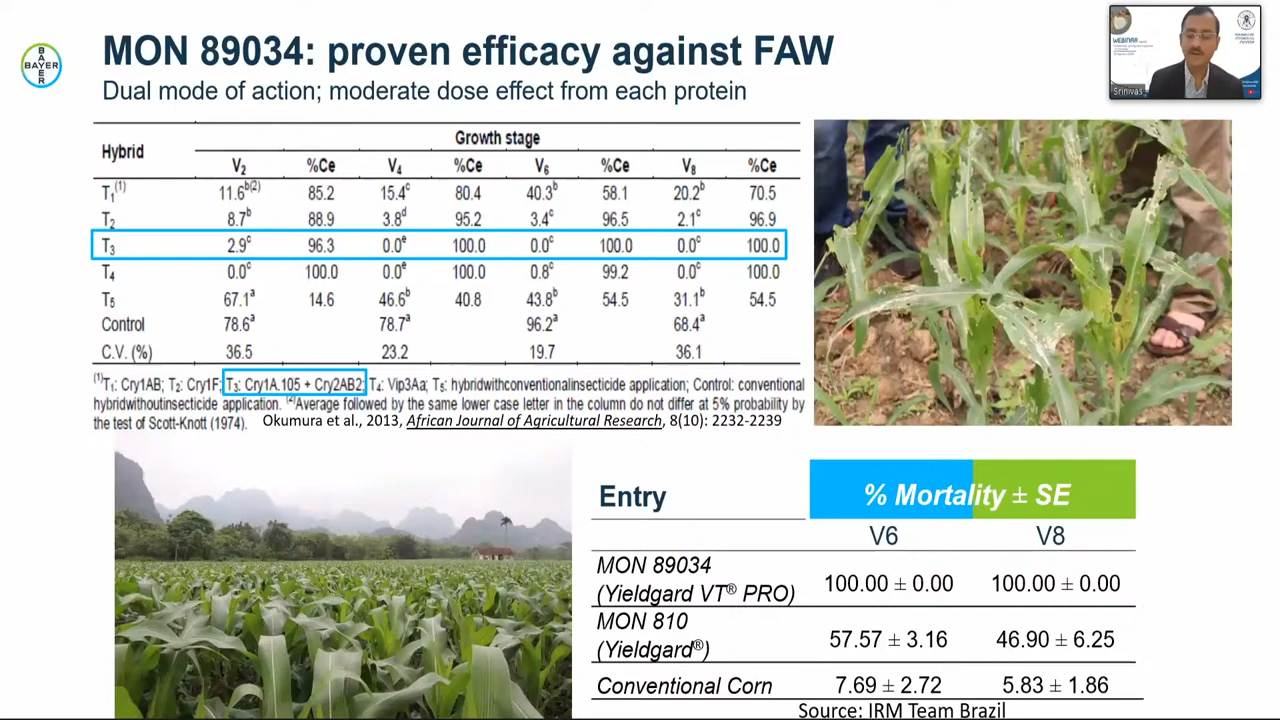 MON 89034: proven efficacy against FAW
Dual mode of action; moderate dose effect from each protein
BAYER
BAYER
WEBINAR
Srinivas
Hybrid Growth stage
V2 %Ce V4 %Ce V6 %Ce V8 %Ce
T1(1) 11.6b(2) 85.2 15.4c 80.4 40.3b 58.1 20.2b 70.5
T2 8.7b 88.9 3.8d 95.2 3.4c 96.5 2.1c 96.9
T3 2.9c 96.3 0.0e 100.0 0.0c 100.0 0.0c 100.0
T4 0.0c 100.0 0.0e 100.0 0.8c 99.2 0.0c 100.0
T5 67.1a 14.6 46.6b 40.8 43.8b 54.5 31.1b 54.5
Control 78.6a 78.7a 96.2a 68.4a
C.V. (%) 36.5 23.2 19.7 36.1
(1)T1: Cry1AB; T2: Cry1F; T3: Cry1A.105 + Cry2AB2; T4: Vip3Aa; T5: hybridwithconventionalinsecticide application; Control: conventional
hybridwithoutinsecticide application. (2)Average followed by the same lower case letter in the column do not differ at 5% probability by
the test of Scott-Knott (1974). Okumura et al., 2013, African Journal of Agricultural Research, 8(10): 2232-2239
Entry % Mortality ± SE
V6 V8
MON 89034
(Yieldgard VT® PRO) 100.00 ± 0.00 100.00 ± 0.00
MON 810
(Yieldgard®) 57.57 ± 3.16 46.90 ± 6.25
Conventional Corn 7.69 ± 2.72 5.83 ± 1.86
Source: IRM Team Brazil